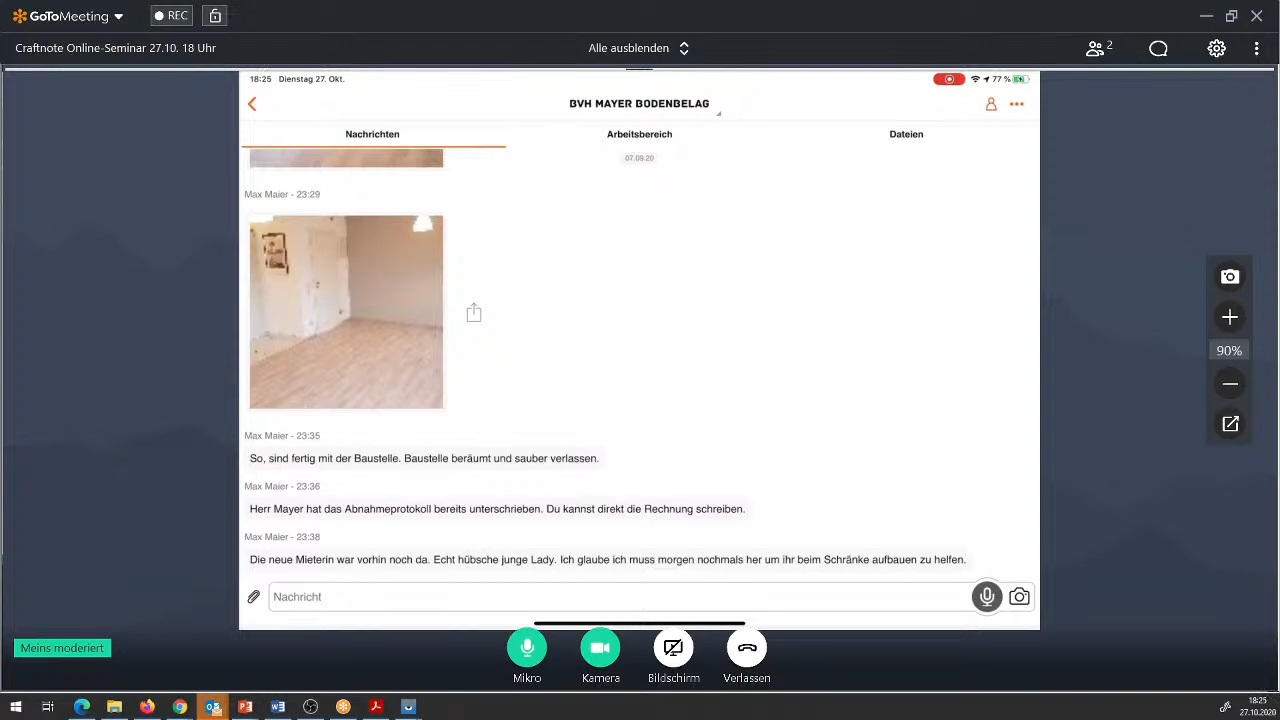 GoToMeeting
REC
Craftnote Online-Seminar 27.10. 18 Uhr
Alle ausblenden
2
18:25 Dienstag 27. Okt.
77 %
BVH MAYER BODENBELAG
Nachrichten
Arbeitsbereich
Dateien
07.09.20
Max Maier - 23:29
Max Maier - 23:35
So, sind fertig mit der Baustelle. Baustelle beräumt und sauber verlassen.
Max Maier - 23:36
Herr Mayer hat das Abnahmeprotokoll bereits unterschrieben. Du kannst direkt die Rechnung schreiben.
Max Maier - 23:38
Die neue Mieterin war vorhin noch da. Echt hübsche junge Lady. Ich glaube ich muss morgen nochmals her um ihr beim Schränke aufbauen zu helfen.
Nachricht
90%
Meins moderiert
Mikro
Kamera
Bildschirm
Verlassen
18:25
27.10.2020